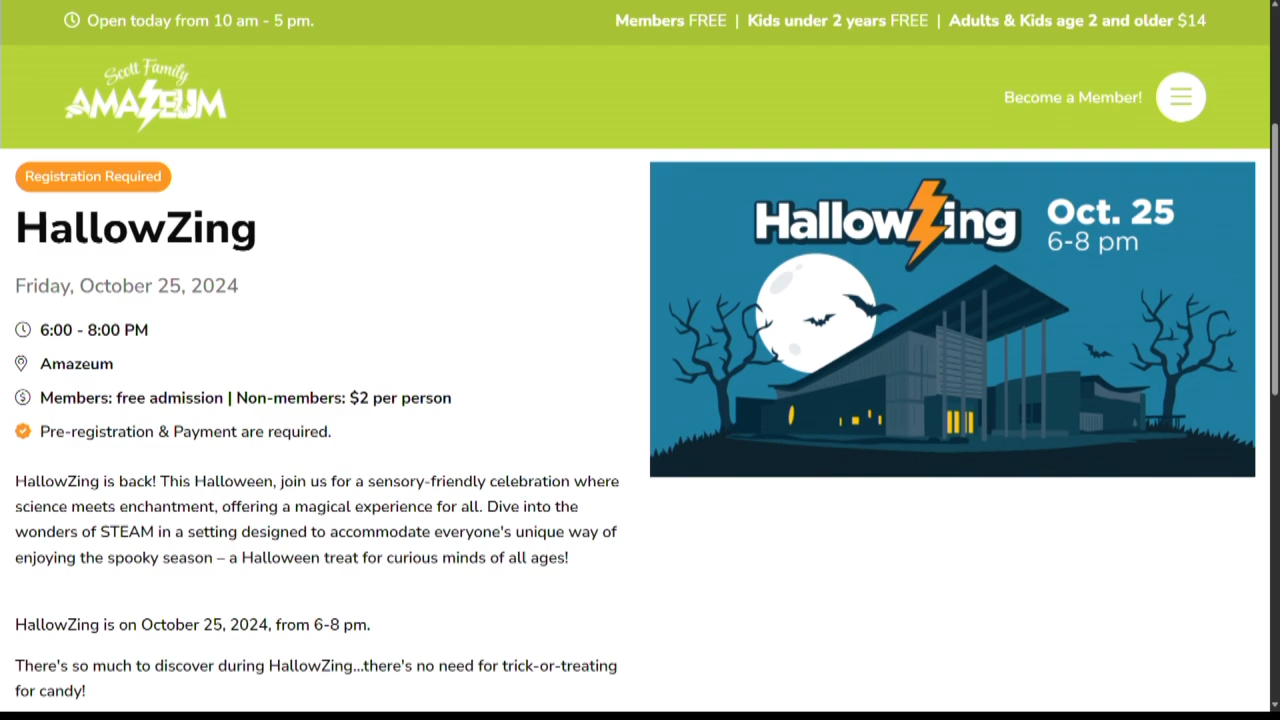 Open today from 10 am - 5 pm.
Members FREE | Kids under 2 years FREE | Adults & Kids age 2 and older $14
Scott Family
AMAZEUM
Become a Member!
Registration Required
HallowZing
Friday, October 25, 2024
6:00 - 8:00 PM
Amazeum
Members: free admission | Non-members: $2 per person
Pre-registration & Payment are required.
HallowZing is back! This Halloween, join us for a sensory-friendly celebration where
science meets enchantment, offering a magical experience for all. Dive into the
wonders of STEAM in a setting designed to accommodate everyone's unique way of
enjoying the spooky season – a Halloween treat for curious minds of all ages!
HallowZing is on October 25, 2024, from 6-8 pm.
There's so much to discover during HallowZing...there's no need for trick-or-treating
for candy!
HallowZing
Oct. 25
6-8 pm